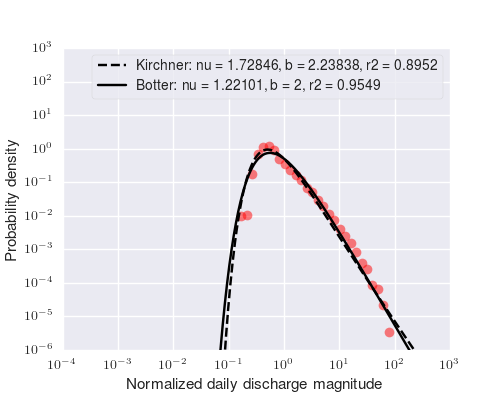 Kirchner: nu = 1.72846, b = 2.23838, r2 = 0.8952
Botter: nu = 1.22101, b = 2, r2 = 0.9549
Probability density
10³
10²
10¹
10⁰
10⁻¹
10⁻²
10⁻³
10⁻⁴
10⁻⁵
10⁻⁶
10⁻⁴ 10⁻³ 10⁻² 10⁻¹ 10⁰ 10¹ 10² 10³
Normalized daily discharge magnitude